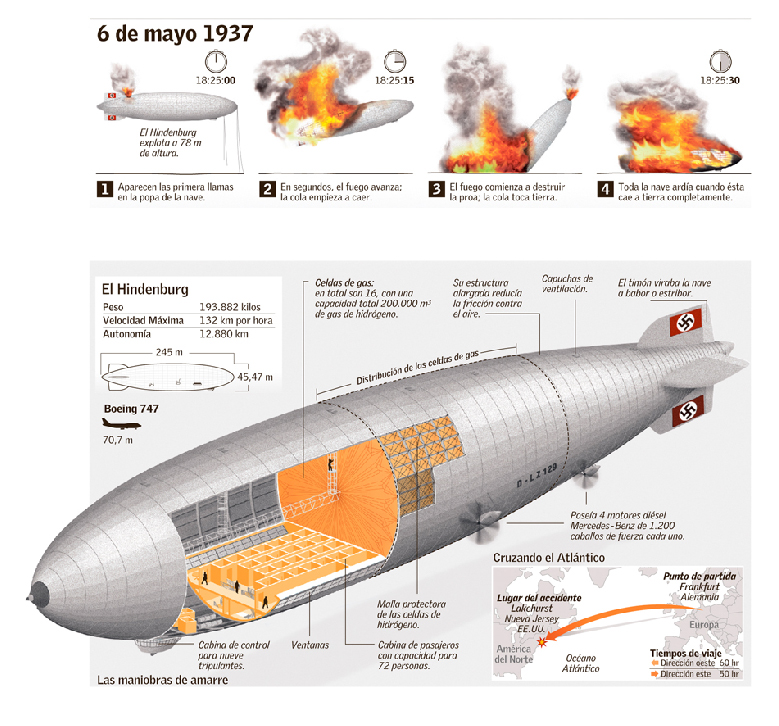 6 de mayo 1937
18:25:00
18:25:15
18:25:30
El Hindenburg
explota a 78 m
de altura.
1 Aparecen las primera llamas
en la popa de la nave.
2 En segundos, el fuego avanza;
la cola empieza a caer.
3 El fuego comienza a destruir
la proa; la cola toca tierra.
4 Toda la nave ardía cuando ésta
cae a tierra completamente.
El Hindenburg
Peso 193.882 kilos
Velocidad Máxima 132 km por hora
Autonomía 12.880 km
245 m
45,47 m
Boeing 747
70,7 m
Celdas de gas:
en total son 16, con una
capacidad total 200.000 m³
de gas de hidrógeno.
Su estructura
alargada reducía
la fricción contra
el aire.
Capuchas de
ventilación.
El timón viraba la nave
a babor o estribor.
Distribución de las celdas de gas
D-LZ129
Poseía 4 motores diésel
Mercedes-Benz de 1.200
caballos de fuerza cada uno.
Malla protectora
de las celdas de
hidrógeno.
Cabina de control
para nueve
tripulantes.
Ventanas
Cabina de pasajeros
con capacidad para
72 personas.
Las maniobras de amarre
Cruzando el Atlántico
Lugar del accidente
Lakehurst
Nueva Jersey
EE.UU.
Punto de partida
Frankfurt
Alemania
Europa
América
del Norte
Océano
Atlántico
Tiempos de viaje
Dirección oeste 60 hr
Dirección este 50 hr